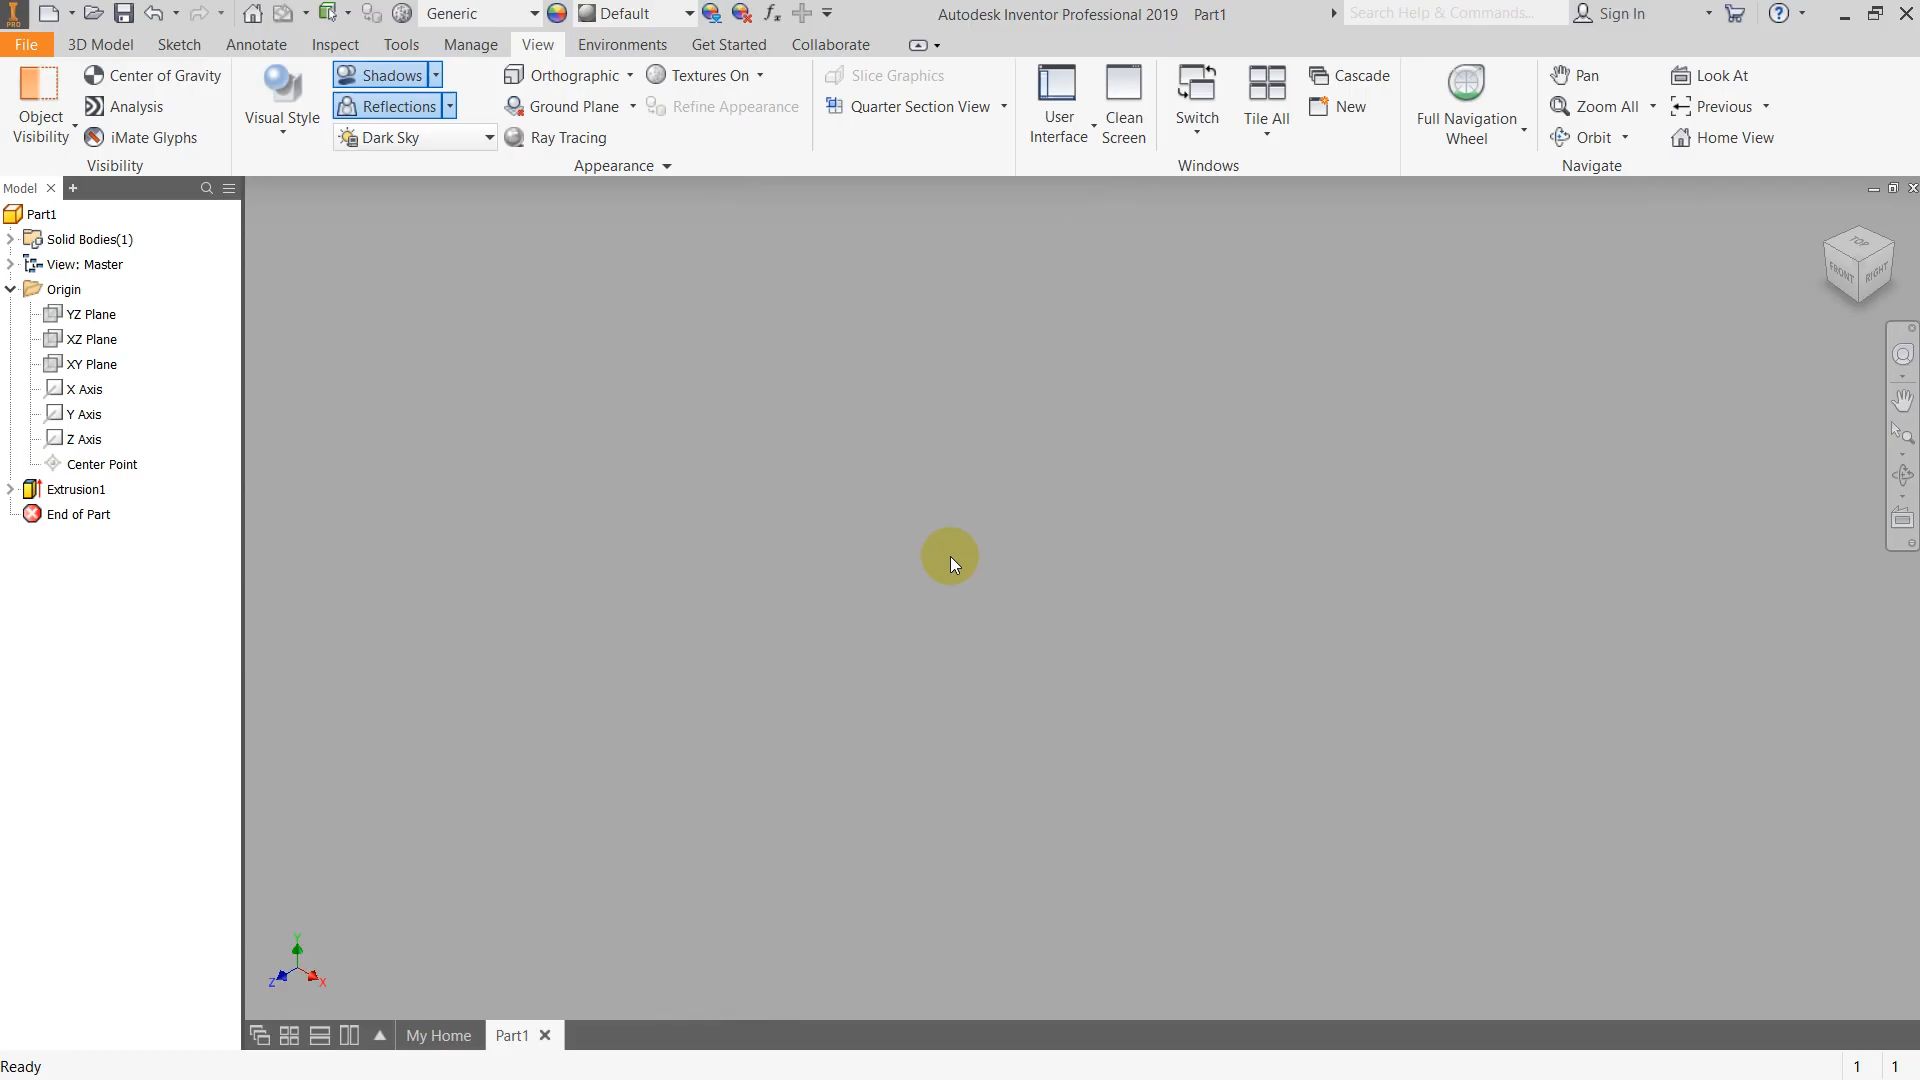 PRO
Generic
Default
Autodesk Inventor Professional 2019 Part1
Search Help & Commands...
Sign In
File
3D Model
Sketch
Annotate
Inspect
Tools
Manage
View
Environments
Get Started
Collaborate
Object
Visibility
Center of Gravity
Analysis
iMate Glyphs
Visibility
Visual Style
Shadows
Reflections
Dark Sky
Orthographic
Ground Plane
Ray Tracing
Textures On
Refine Appearance
Appearance
Slice Graphics
Quarter Section View
User
Interface
Clean
Screen
Switch
Tile All
Cascade
New
Windows
Full Navigation
Wheel
Pan
Zoom All
Orbit
Look At
Previous
Home View
Navigate
Model
Part1
Solid Bodies(1)
View: Master
Origin
YZ Plane
XZ Plane
XY Plane
X Axis
Y Axis
Z Axis
Center Point
Extrusion1
End of Part
TOP
FRONT
RIGHT
Y
Z
X
My Home
Part1
Ready
1
1